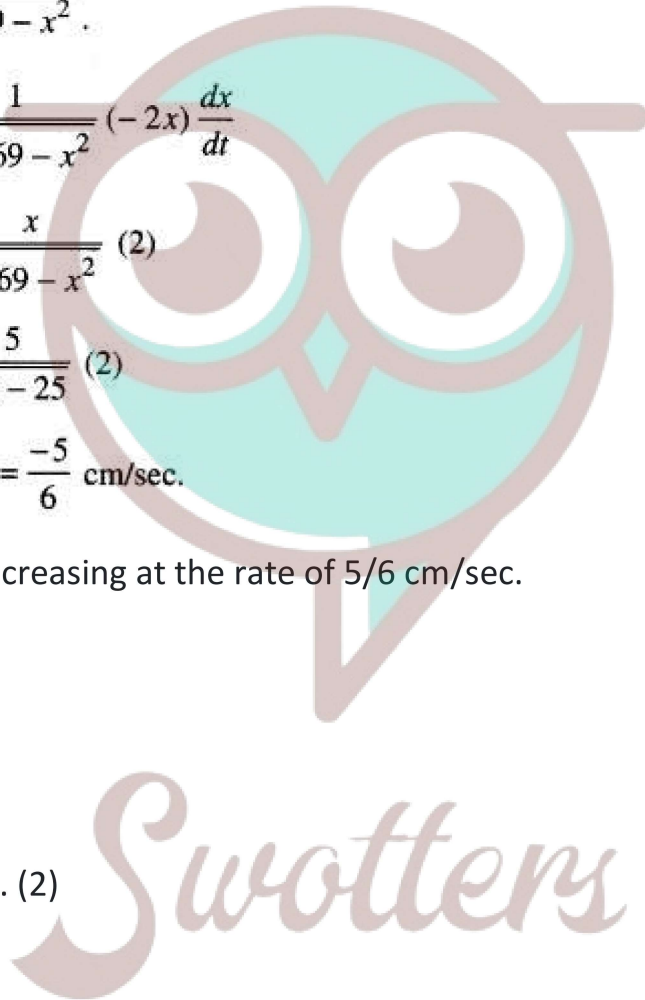 – x² .
1
69 – x² (– 2x) dx
dt
x
69 – x² (2)
5
– 25 (2)
= –5
6 cm/sec.
creasing at the rate of 5/6 cm/sec.
. (2)
Swotters